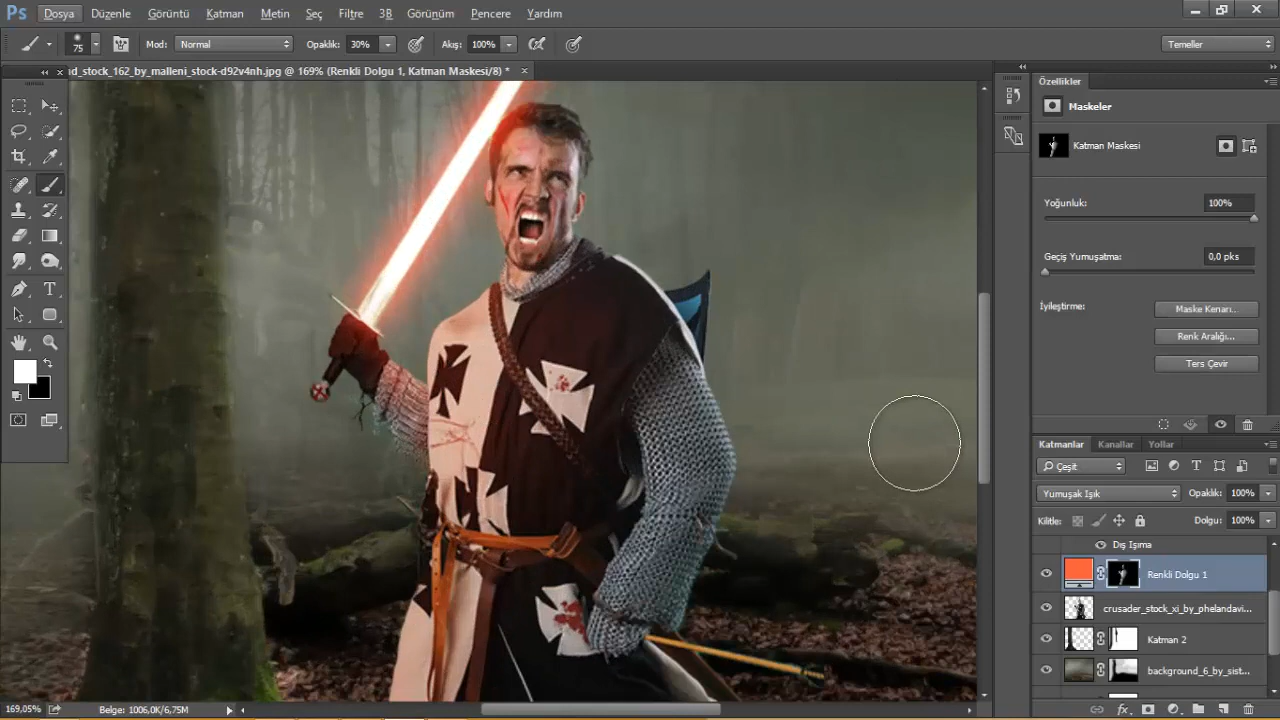 Ps Dosya Düzenle Görüntü Katman Metin Seç Filtre 3B Görünüm Pencere Yardım
75 Mod: Normal Opaklık: 30% Akış: 100% Temeller
d_stock_162_by_malleni_stock-d92v4nh.jpg @ 169% (Renkli Dolgu 1, Katman Maskesi/8) *
Özellikler
Maskeler
Katman Maskesi
Yoğunluk: 100%
Geçiş Yumuşatma: 0,0 pks
İyileştirme: Maske Kenarı...
Renk Aralığı...
Ters Çevir
Katmanlar Kanallar Yollar
Çeşit
Yumuşak Işık Opaklık: 100%
Kilitle: Dolgu: 100%
Dış Işıma
Renkli Dolgu 1
crusader_stock_xi_by_phelandavi...
Katman 2
background_6_by_sist...
169,05% Belge: 1006,0K/6,75M